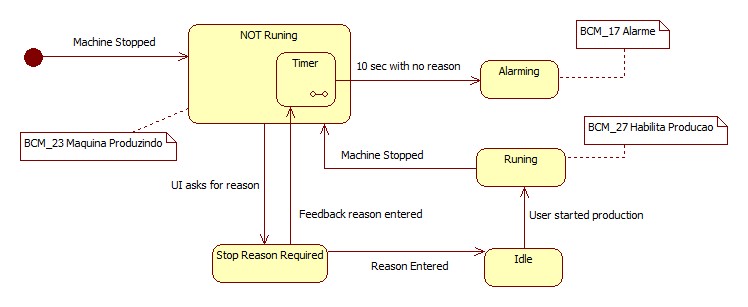 NOT Runing
BCM_17 Alarme
Machine Stopped
Timer
10 sec with no reason
Alarming
BCM_27 Habilita Producao
BCM_23 Maquina Produzindo
Machine Stopped
Runing
UI asks for reason
Feedback reason entered
User started production
Stop Reason Required
Reason Entered
Idle